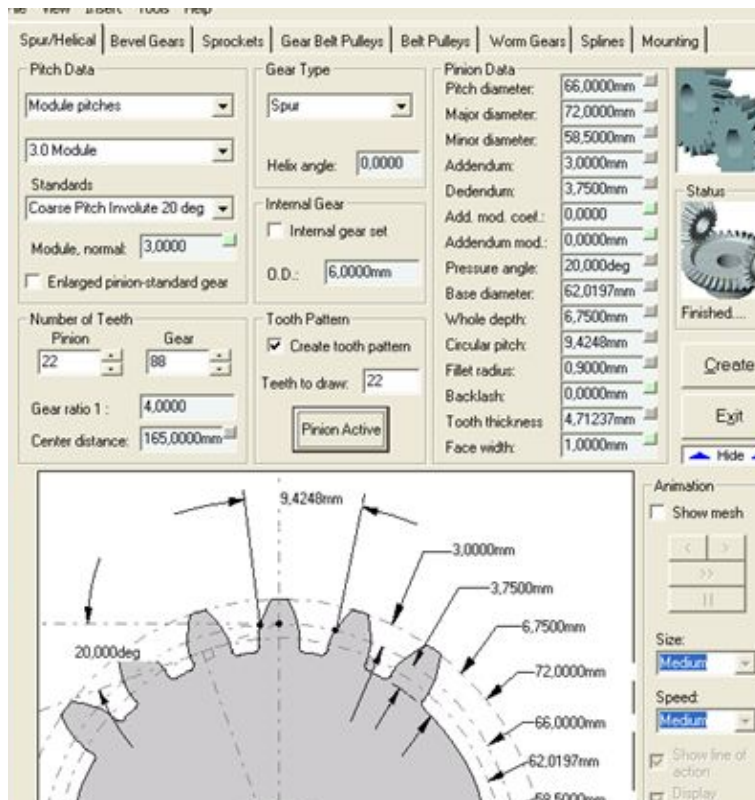 File View Insert Tools Help
Spur/Helical Bevel Gears Sprockets Gear Belt Pulleys Belt Pulleys Worm Gears Splines Mounting
Pitch Data
Module pitches
3.0 Module
Standards
Coarse Pitch Involute 20 deg
Module, normal: 3,0000
Enlarged pinion-standard gear
Gear Type
Spur
Helix angle: 0,0000
Internal Gear
Internal gear set
O.D.: 6,0000mm
Pinion Data
Pitch diameter: 66,0000mm
Major diameter: 72,0000mm
Minor diameter: 58,5000mm
Addendum: 3,0000mm
Dedendum: 3,7500mm
Add. mod. coef.: 0,0000
Addendum mod.: 0,0000mm
Pressure angle: 20,000deg
Base diameter: 62,0197mm
Whole depth: 6,7500mm
Circular pitch: 9,4248mm
Fillet radius: 0,9000mm
Backlash: 0,0000mm
Tooth thickness 4,71237mm
Face width: 1,0000mm
Status
Finished....
Number of Teeth
Pinion Gear
22 88
Gear ratio 1 : 4,0000
Center distance: 165,0000mm
Tooth Pattern
Create tooth pattern
Teeth to draw: 22
Pinion Active
Create
Exit
Hide
9,4248mm
3,0000mm
3,7500mm
6,7500mm
20,000deg
72,0000mm
66,0000mm
62,0197mm
58,5000mm
Animation
Show mesh
< >
>>
||
Size:
Medium
Speed:
Medium
Show line of
action
Display